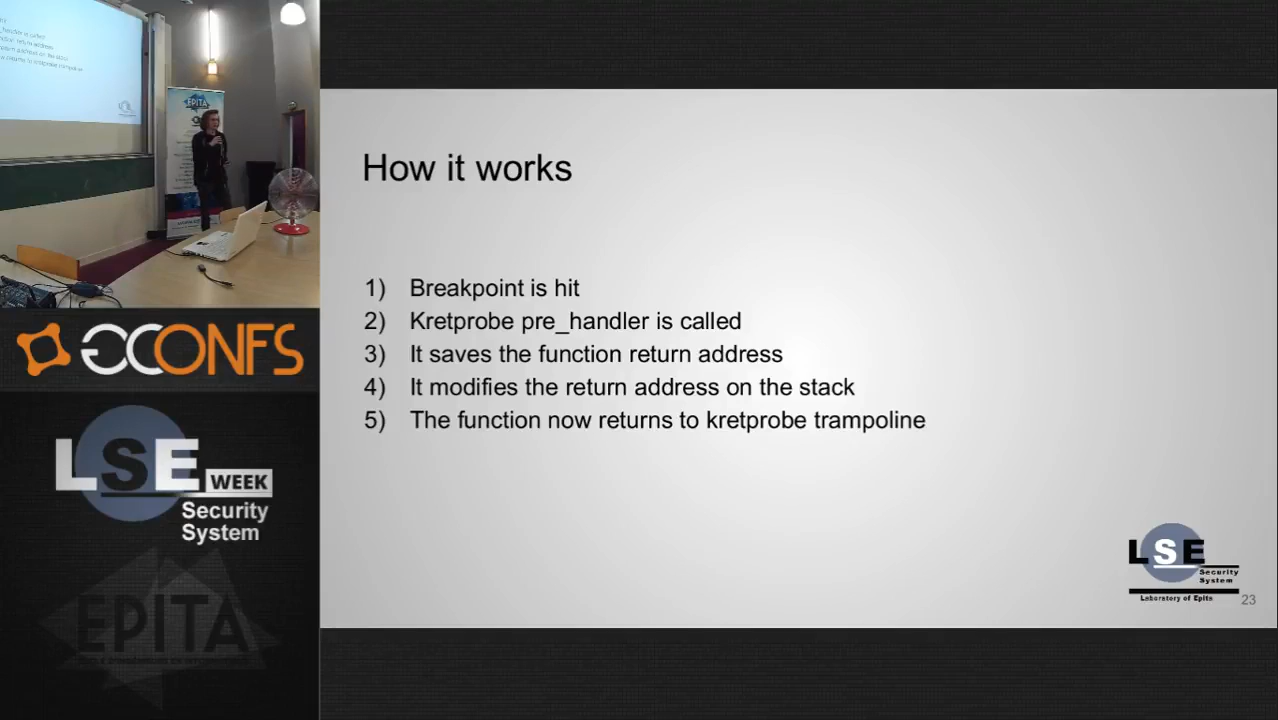 How it works
1) Breakpoint is hit
2) Kretprobe pre_handler is called
3) It saves the function return address
4) It modifies the return address on the stack
5) The function now returns to kretprobe trampoline
LSE
Security
System
Laboratory of Epita
23
EPITA
CONFS
LSE WEEK
Security
System
EPITA